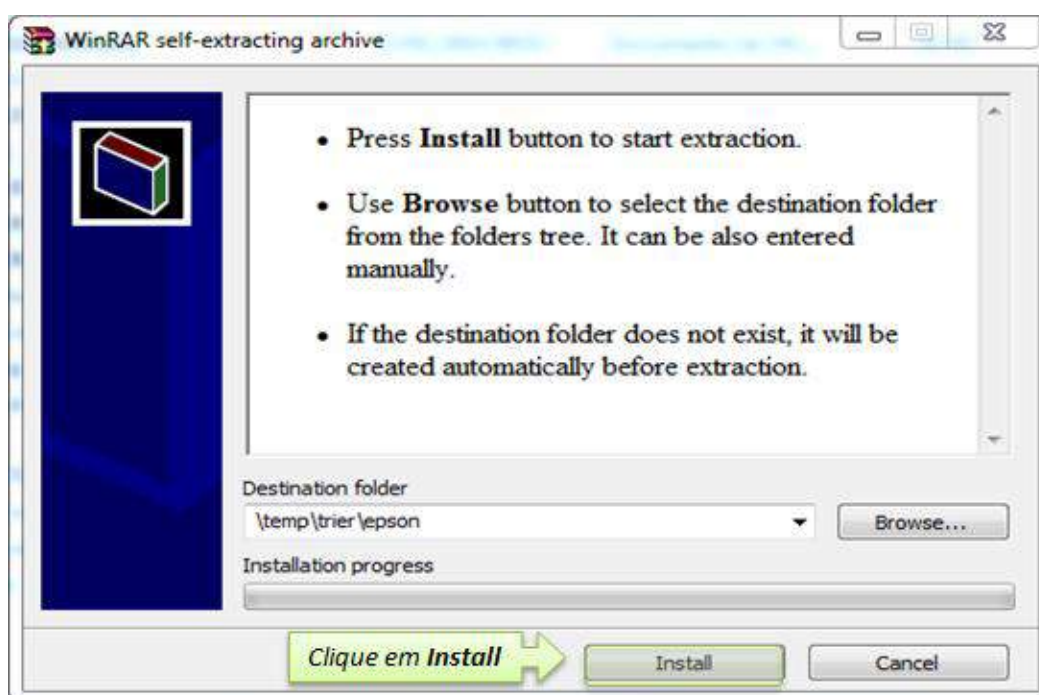 WinRAR self-extracting archive
• Press Install button to start extraction.
• Use Browse button to select the destination folder
from the folders tree. It can be also entered
manually.
• If the destination folder does not exist, it will be
created automatically before extraction.
Destination folder
\temp\trier\epson
Browse...
Installation progress
Clique em Install
Install
Cancel